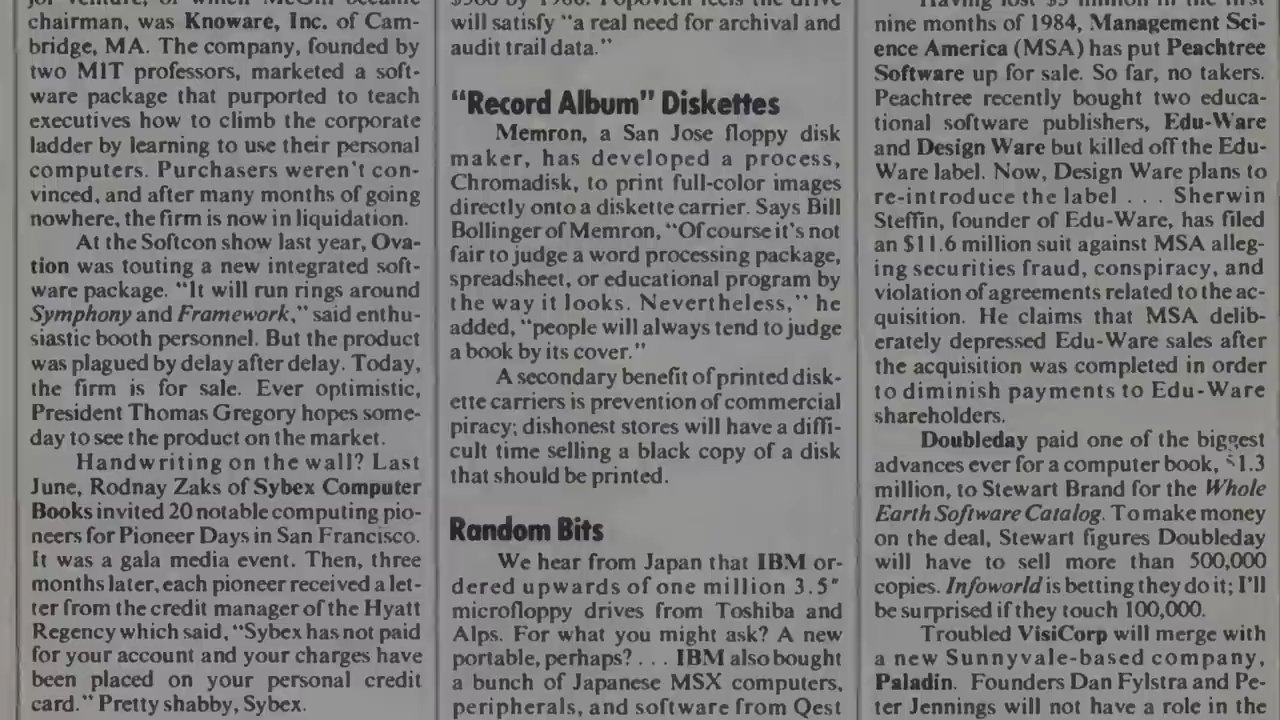 chairman, was Knoware, Inc. of Cam-
bridge, MA. The company, founded by
two MIT professors, marketed a soft-
ware package that purported to teach
executives how to climb the corporate
ladder by learning to use their personal
computers. Purchasers weren't con-
vinced, and after many months of going
nowhere, the firm is now in liquidation.
At the Softcon show last year, Ova-
tion was touting a new integrated soft-
ware package. "It will run rings around
Symphony and Framework," said enthu-
siastic booth personnel. But the product
was plagued by delay after delay. Today,
the firm is for sale. Ever optimistic,
President Thomas Gregory hopes some-
day to see the product on the market.
Handwriting on the wall? Last
June, Rodnay Zaks of Sybex Computer
Books invited 20 notable computing pio-
neers for Pioneer Days in San Francisco.
It was a gala media event. Then, three
months later, each pioneer received a let-
ter from the credit manager of the Hyatt
Regency which said, "Sybex has not paid
for your account and your charges have
been placed on your personal credit
card." Pretty shabby, Sybex.
will satisfy "a real need for archival and
audit trail data."
"Record Album" Diskettes
Memron, a San Jose floppy disk
maker, has developed a process,
Chromadisk, to print full-color images
directly onto a diskette carrier. Says Bill
Bollinger of Memron, "Of course it's not
fair to judge a word processing package,
spreadsheet, or educational program by
the way it looks. Nevertheless," he
added, "people will always tend to judge
a book by its cover."
A secondary benefit of printed disk-
ette carriers is prevention of commercial
piracy; dishonest stores will have a diffi-
cult time selling a black copy of a disk
that should be printed.
Random Bits
We hear from Japan that IBM or-
dered upwards of one million 3.5"
microfloppy drives from Toshiba and
Alps. For what you might ask? A new
portable, perhaps? . . . IBM also bought
a bunch of Japanese MSX computers,
peripherals, and software from Qest
nine months of 1984, Management Sci-
ence America (MSA) has put Peachtree
Software up for sale. So far, no takers.
Peachtree recently bought two educa-
tional software publishers, Edu-Ware
and Design Ware but killed off the Edu-
Ware label. Now, Design Ware plans to
re-introduce the label . . . Sherwin
Steffin, founder of Edu-Ware, has filed
an $11.6 million suit against MSA alleg-
ing securities fraud, conspiracy, and
violation of agreements related to the ac-
quisition. He claims that MSA delib-
erately depressed Edu-Ware sales after
the acquisition was completed in order
to diminish payments to Edu-Ware
shareholders.
Doubleday paid one of the biggest
advances ever for a computer book, $1.3
million, to Stewart Brand for the Whole
Earth Software Catalog. To make money
on the deal, Stewart figures Doubleday
will have to sell more than 500,000
copies. Infoworld is betting they do it; I'll
be surprised if they touch 100,000.
Troubled VisiCorp will merge with
a new Sunnyvale-based company,
Paladin. Founders Dan Fylstra and Pe-
ter Jennings will not have a role in the